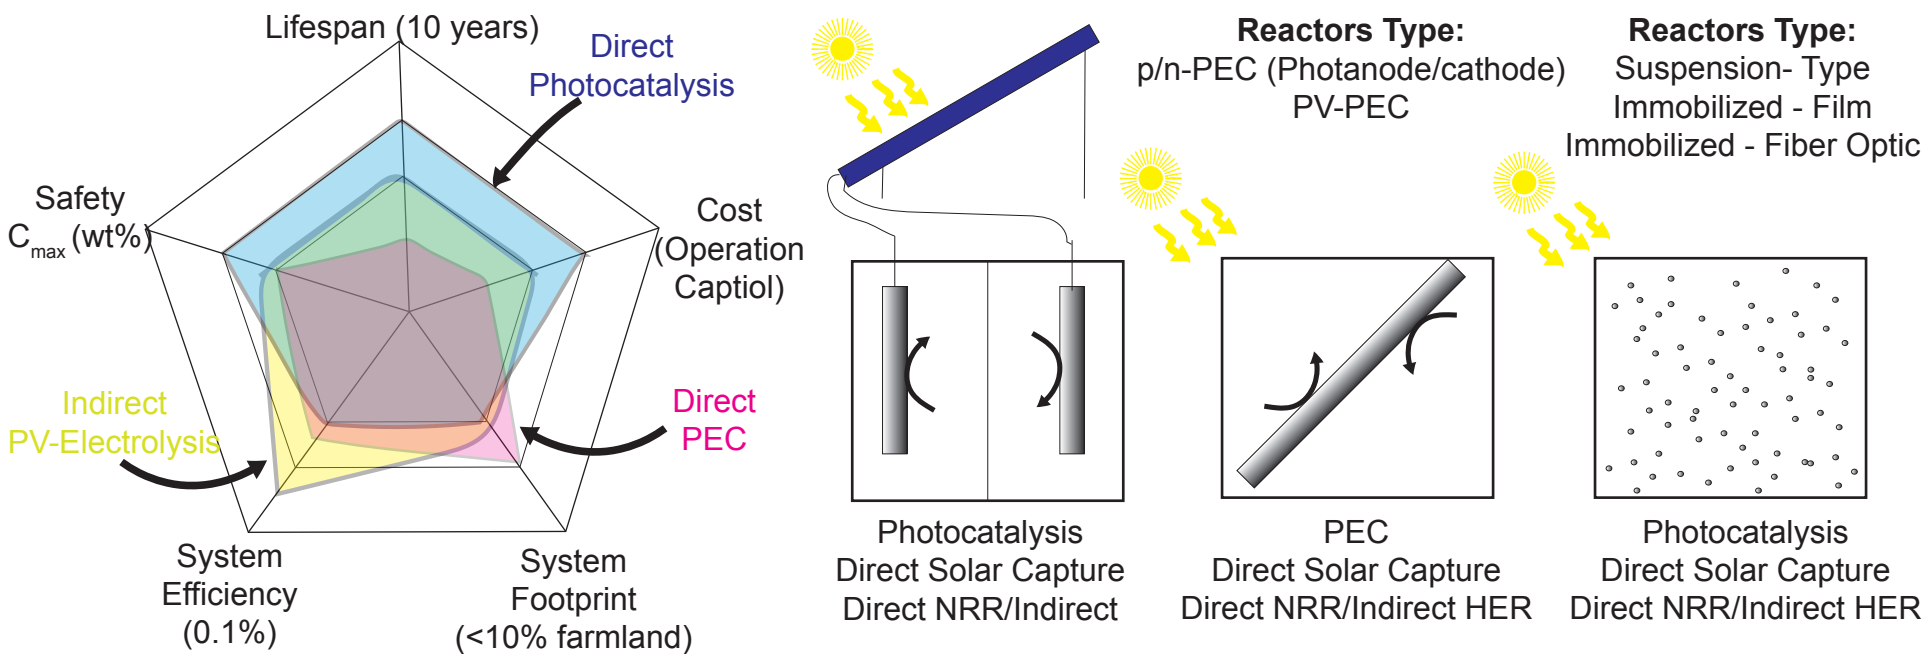 Lifespan (10 years)
Direct
Photocatalysis
Safety
C_max (wt%)
Cost
(Operation
Captiol)
Indirect
PV-Electrolysis
Direct
PEC
System
Efficiency
(0.1%)
System
Footprint
(<10% farmland)
Reactors Type:
p/n-PEC (Photanode/cathode)
PV-PEC
Reactors Type:
Suspension- Type
Immobilized - Film
Immobilized - Fiber Optic
Photocatalysis
Direct Solar Capture
Direct NRR/Indirect
PEC
Direct Solar Capture
Direct NRR/Indirect HER
Photocatalysis
Direct Solar Capture
Direct NRR/Indirect HER